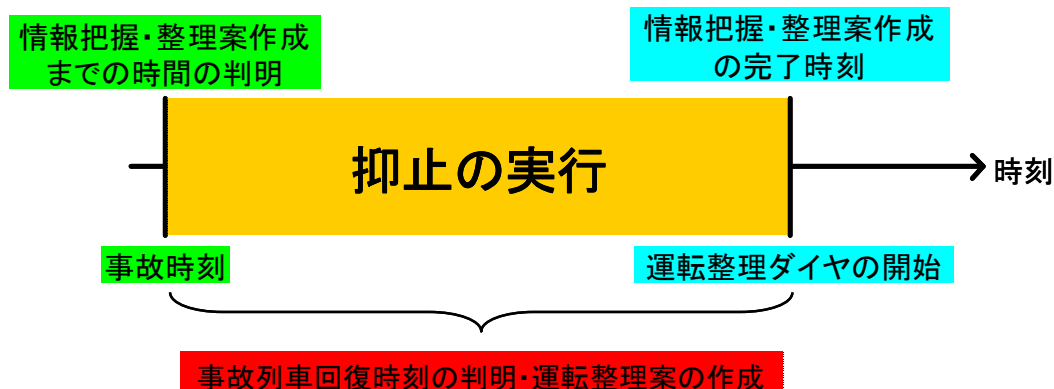 情報把握・整理案作成
までの時間の判明
情報把握・整理案作成
の完了時刻
抑止の実行
時刻
事故時刻
運転整理ダイヤの開始
事故列車回復時刻の判明・運転整理案の作成